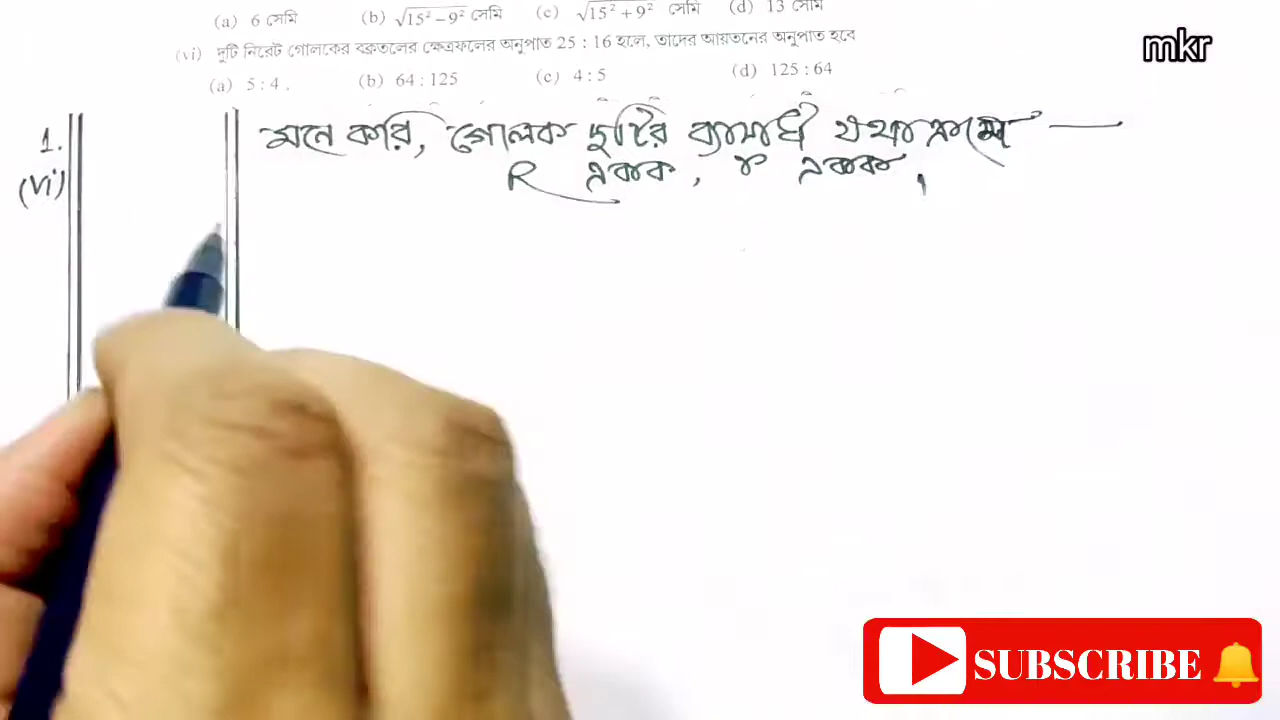 (a) 6 সেমি (b) √15² – 9² সেমি (c) √15² + 9² সেমি (d) 13 সেমি
(vi) দুটি নিরেট গোলকের বক্রতলের ক্ষেত্রফলের অনুপাত 25 : 16 হলে, তাদের আয়তনের অনুপাত হবে
(a) 5 : 4 . (b) 64 : 125 (c) 4 : 5 (d) 125 : 64
1. মনে করি, গোলক দুটির ব্যাসার্ধ যথাক্রমে —
(vi) R একক, r একক,
mkr
SUBSCRIBE